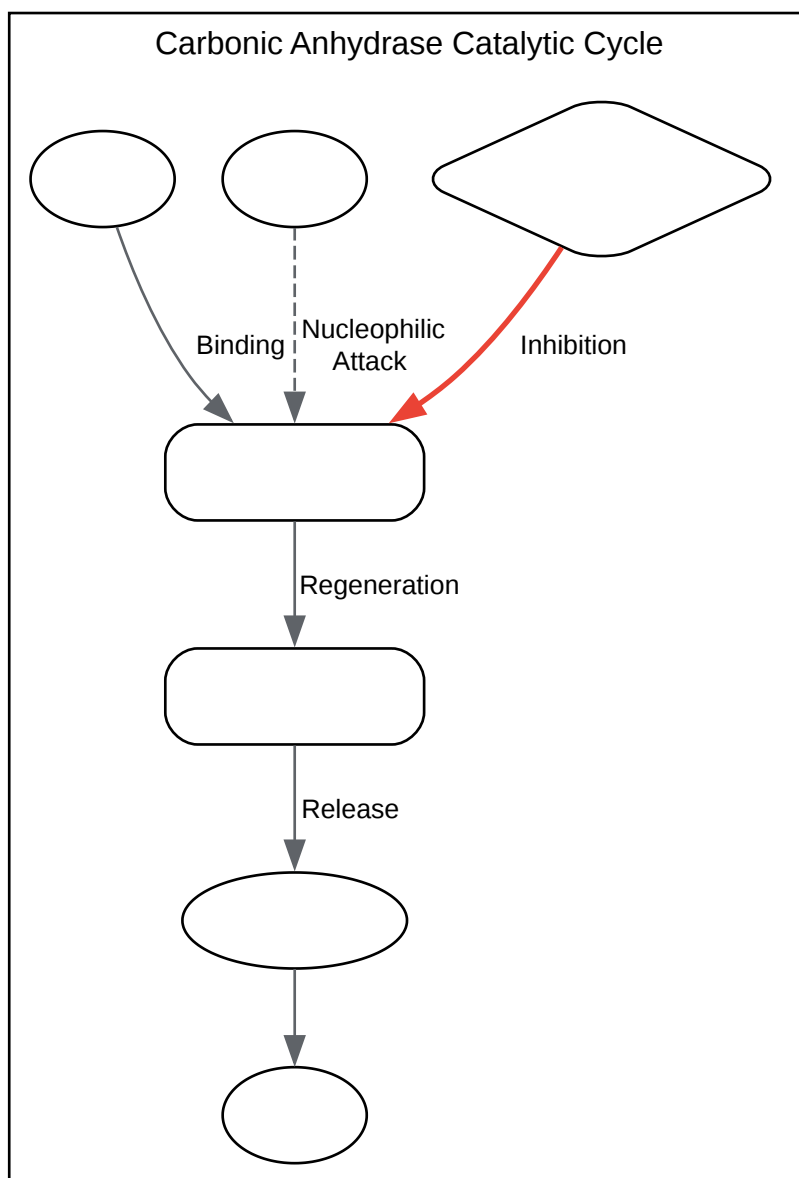 Carbonic Anhydrase Catalytic Cycle
Binding
Nucleophilic
Attack
Inhibition
Regeneration
Release